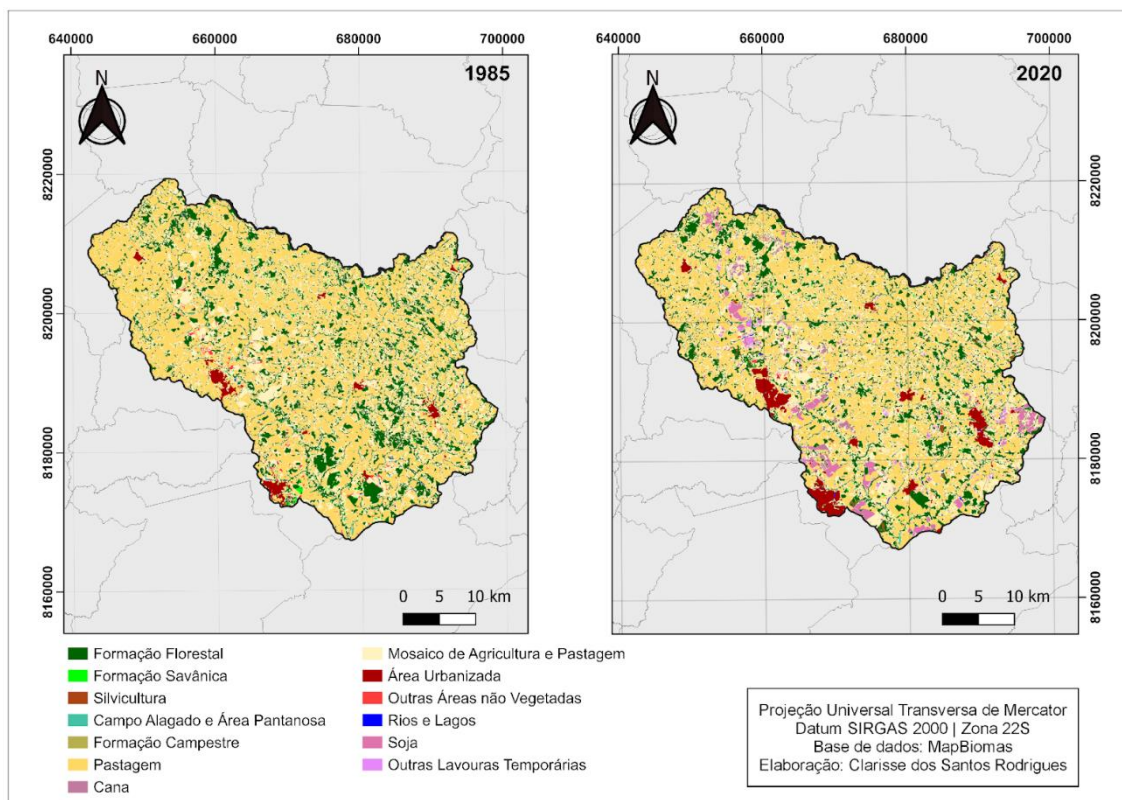 640000 660000 680000 700000
640000 660000 680000 700000
N
1985
N
2020
8220000
8200000
8180000
8160000
8220000
8200000
8180000
8160000
0 5 10 km
0 5 10 km
Formação Florestal
Formação Savânica
Silvicultura
Campo Alagado e Área Pantanosa
Formação Campestre
Pastagem
Cana
Mosaico de Agricultura e Pastagem
Área Urbanizada
Outras Áreas não Vegetadas
Rios e Lagos
Soja
Outras Lavouras Temporárias
Projeção Universal Transversa de Mercator
Datum SIRGAS 2000 | Zona 22S
Base de dados: MapBiomas
Elaboração: Clarisse dos Santos Rodrigues